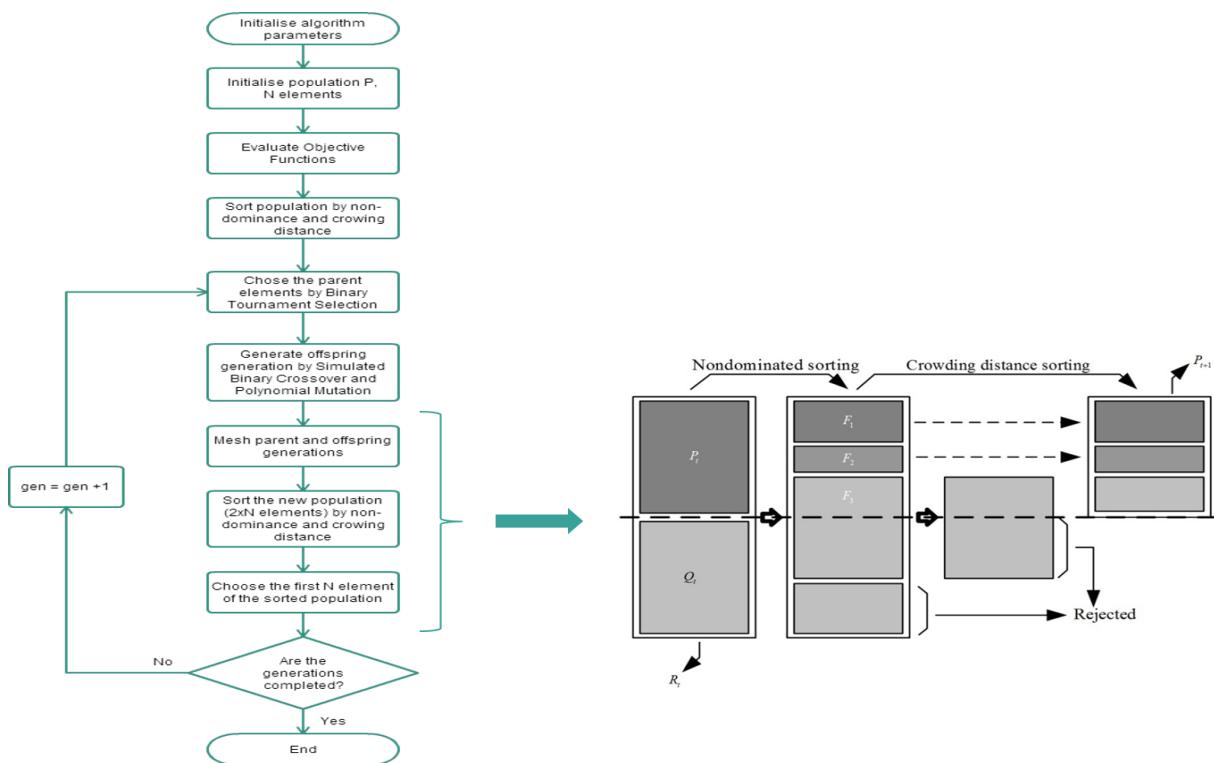 Initialise algorithm
parameters
Initialise population P,
N elements
Evaluate Objective
Functions
Sort population by non-
dominance and crowing
distance
Chose the parent
elements by Binary
Tournament Selection
Generate offspring
generation by Simulated
Binary Crossover and
Polynomial Mutation
Mesh parent and offspring
generations
gen = gen +1
Sort the new population
(2xN elements) by non-
dominance and crowing
distance
Choose the first N element
of the sorted population
No
Are the
generations
completed?
Yes
End
Nondominated sorting
Crowding distance sorting
P_{t+1}
F_1
F_2
F_3
P_t
Q_t
Rejected
R_t